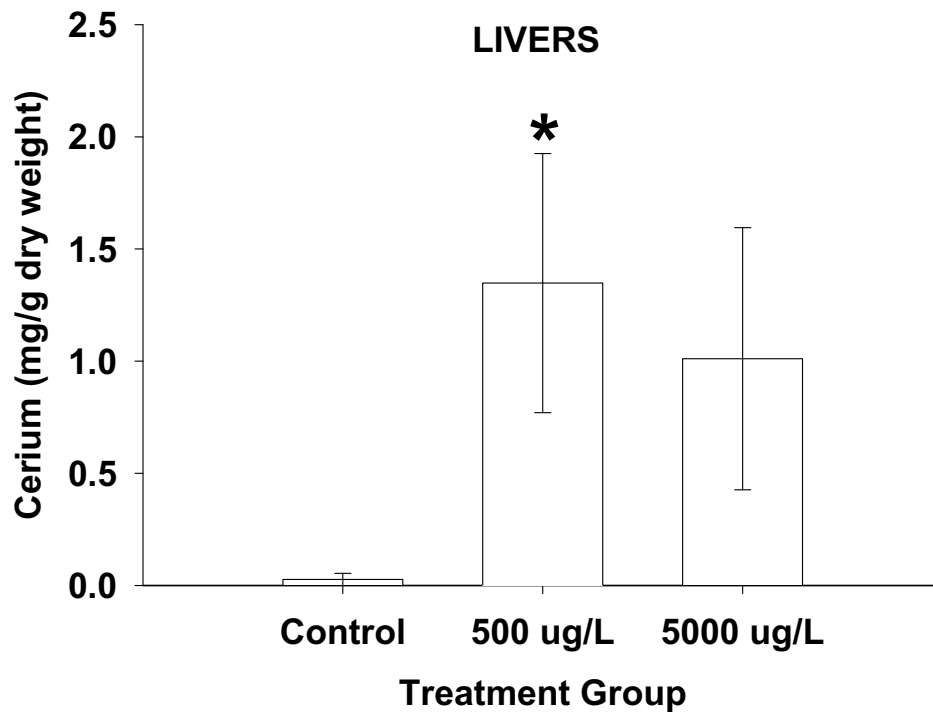 LIVERS
Cerium (mg/g dry weight)
2.5
2.0
1.5
1.0
0.5
0.0
*
Control
500 ug/L
5000 ug/L
Treatment Group